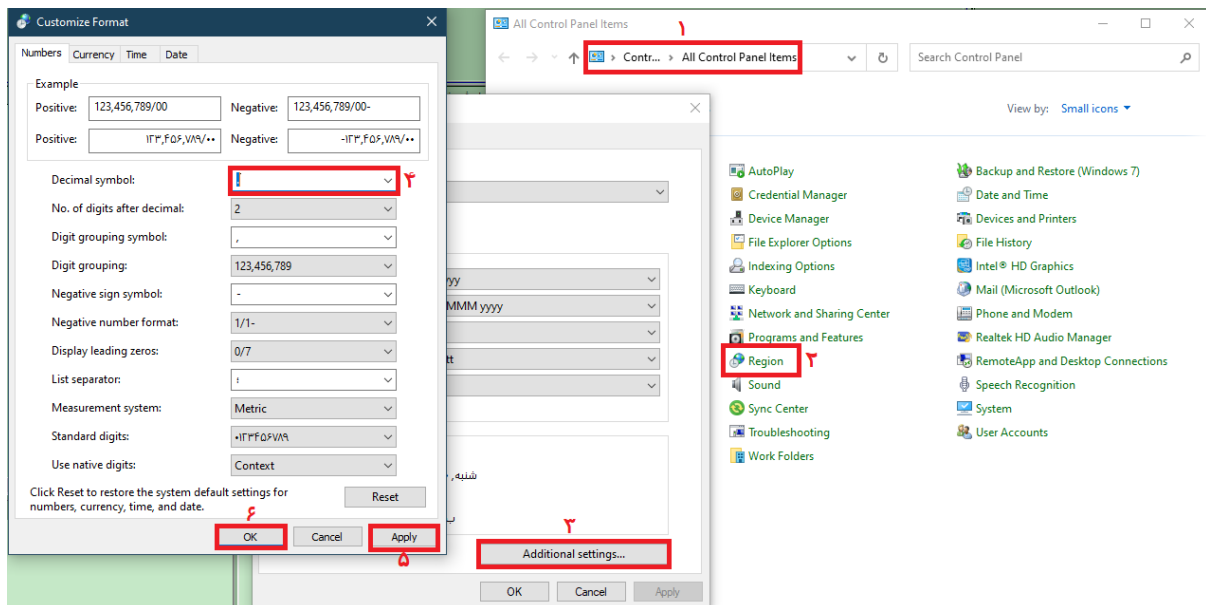 Customize Format
Numbers Currency Time Date
Example
Positive: 123,456,789/00 Negative: 123,456,789/00-
Positive: ۱۲۳,۴۵۶,۷۸۹/۰۰ Negative: -۱۲۳,۴۵۶,۷۸۹/۰۰
Decimal symbol: ۴
No. of digits after decimal: 2
Digit grouping symbol: ,
Digit grouping: 123,456,789
Negative sign symbol: -
Negative number format: 1/1-
Display leading zeros: 0/7
List separator: ؛
Measurement system: Metric
Standard digits: ۰۱۲۳۴۵۶۷۸۹
Use native digits: Context
Click Reset to restore the system default settings for
numbers, currency, time, and date.
Reset
۶
OK Cancel Apply
۵
MMM yyyy
tt
شنبه,
۳
Additional settings...
OK Cancel Apply
All Control Panel Items
۱
Contr... All Control Panel Items
Search Control Panel
View by: Small icons
AutoPlay
Credential Manager
Device Manager
File Explorer Options
Indexing Options
Keyboard
Network and Sharing Center
Programs and Features
Region ۲
Sound
Sync Center
Troubleshooting
Work Folders
Backup and Restore (Windows 7)
Date and Time
Devices and Printers
File History
Intel® HD Graphics
Mail (Microsoft Outlook)
Phone and Modem
Realtek HD Audio Manager
RemoteApp and Desktop Connections
Speech Recognition
System
User Accounts